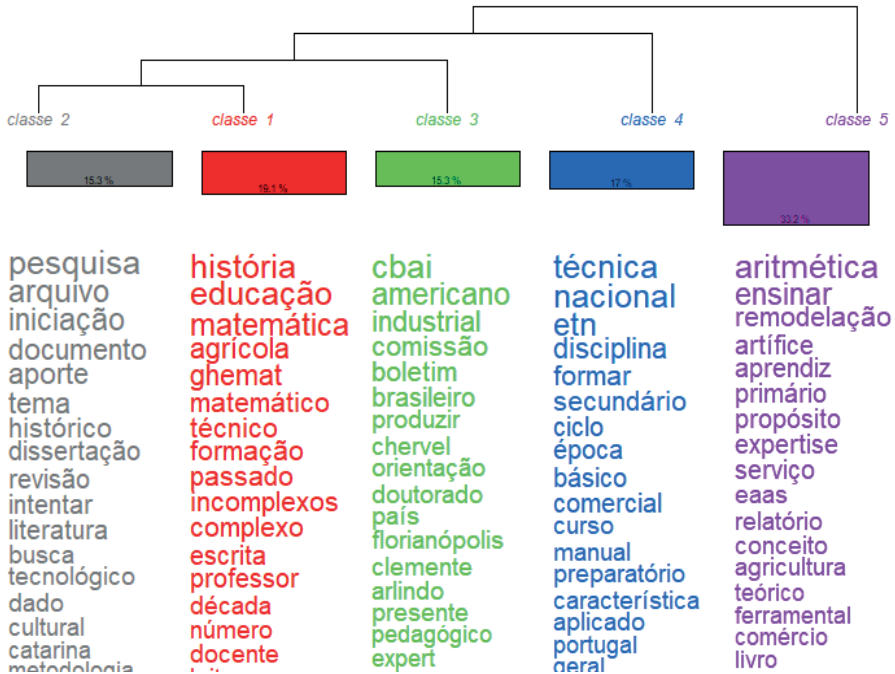 classe 2
classe 1
classe 3
classe 4
classe 5
15.3 %
19.1 %
15.3 %
17 %
33.2 %
pesquisa
arquivo
iniciação
documento
aporte
tema
histórico
dissertação
revisão
intentar
literatura
busca
tecnológico
dado
cultural
catarina
metodologia
história
educação
matemática
agrícola
ghemat
matemático
técnico
formação
passado
incomplexos
complexo
escrita
professor
década
número
docente
cbai
americano
industrial
comissão
boletim
brasileiro
produzir
chervel
orientação
doutorado
país
florianópolis
clemente
arlindo
presente
pedagógico
expert
técnica
nacional
etn
disciplina
formar
secundário
ciclo
época
básico
comercial
curso
manual
preparatório
característica
aplicado
portugal
geral
aritmética
ensinar
remodelação
artífice
aprendiz
primário
propósito
expertise
serviço
eaas
relatório
conceito
agricultura
teórico
ferramental
comércio
livro